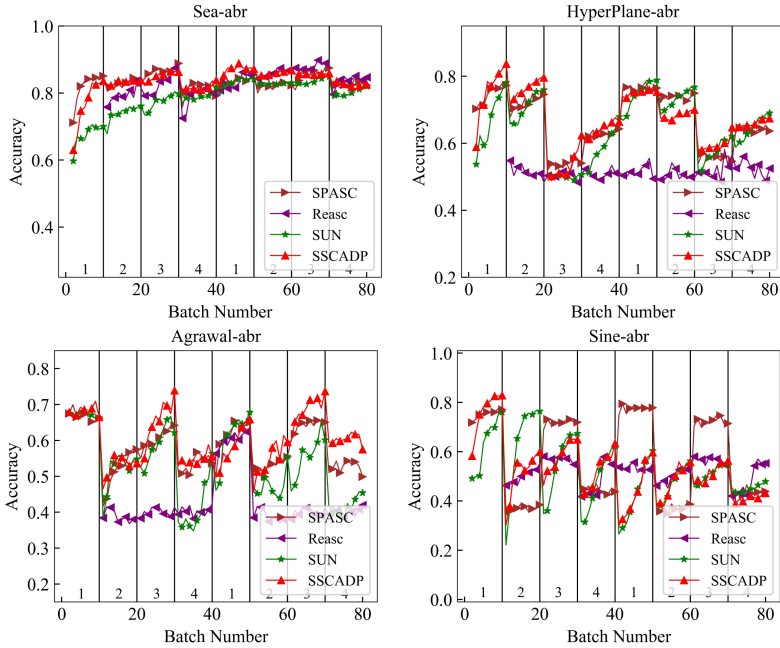 Sea-abr
Accuracy
1.0
0.8
0.6
0.4
1 2 3 4 1 2 3 4
SPASC
Reasc
SUN
SSCADP
0 20 40 60 80
Batch Number
HyperPlane-abr
Accuracy
0.8
0.6
0.4
0.2
1 2 3 4 1 2 3 4
SPASC
Reasc
SUN
SSCADP
0 20 40 60 80
Batch Number
Agrawal-abr
Accuracy
0.8
0.7
0.6
0.5
0.4
0.3
0.2
1 2 3 4 1 2 3 4
SPASC
Reasc
SUN
SSCADP
0 20 40 60 80
Batch Number
Sine-abr
Accuracy
1.0
0.8
0.6
0.4
0.2
0.0
1 2 3 4 1 2 3 4
SPASC
Reasc
SUN
SSCADP
0 20 40 60 80
Batch Number